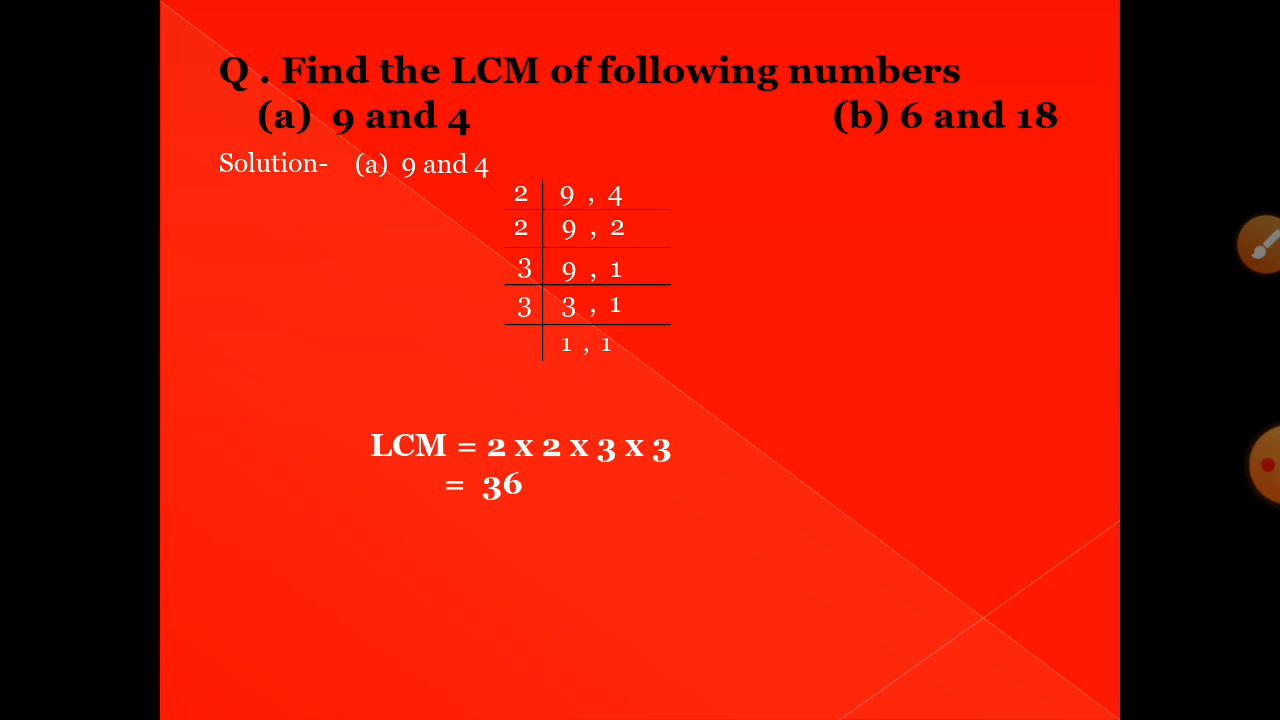 Q . Find the LCM of following numbers
(a) 9 and 4 (b) 6 and 18
Solution- (a) 9 and 4
2 9 , 4
2 9 , 2
3 9 , 1
3 3 , 1
1 , 1
LCM = 2 x 2 x 3 x 3
= 36